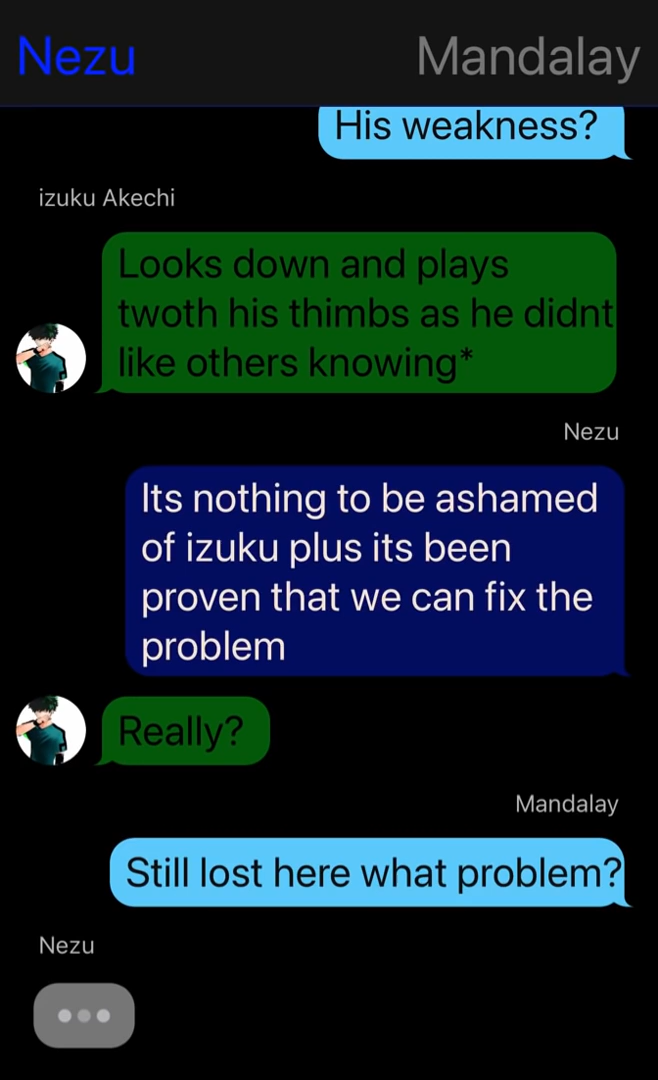 Nezu
Mandalay
His weakness?
izuku Akechi
Looks down and plays
twoth his thimbs as he didnt
like others knowing*
Nezu
Its nothing to be ashamed
of izuku plus its been
proven that we can fix the
problem
Really?
Mandalay
Still lost here what problem?
Nezu